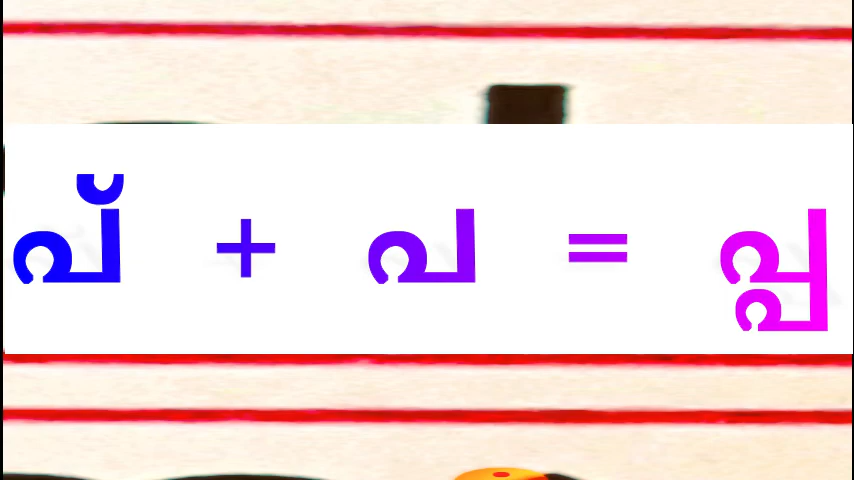 പ് + പ = പ്പ